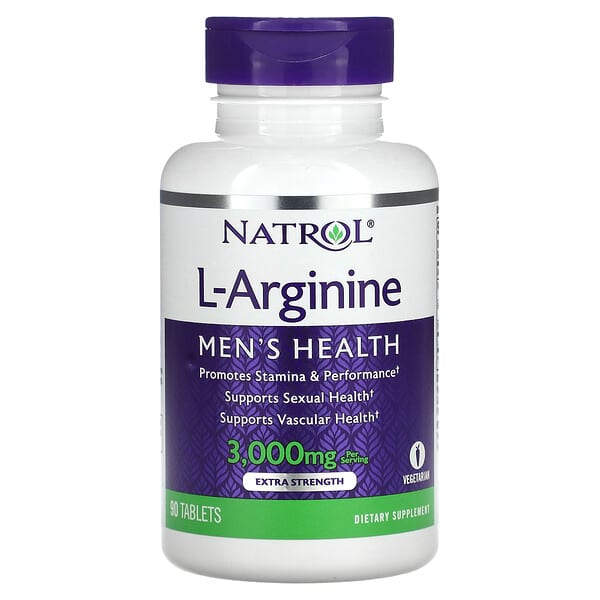 NATROL®
L-Arginine
MEN'S HEALTH
Promotes Stamina & Performance†
Supports Sexual Health†
Supports Vascular Health†
3,000mg Per Serving
EXTRA STRENGTH
VEGETARIAN
90 TABLETS
DIETARY SUPPLEMENT